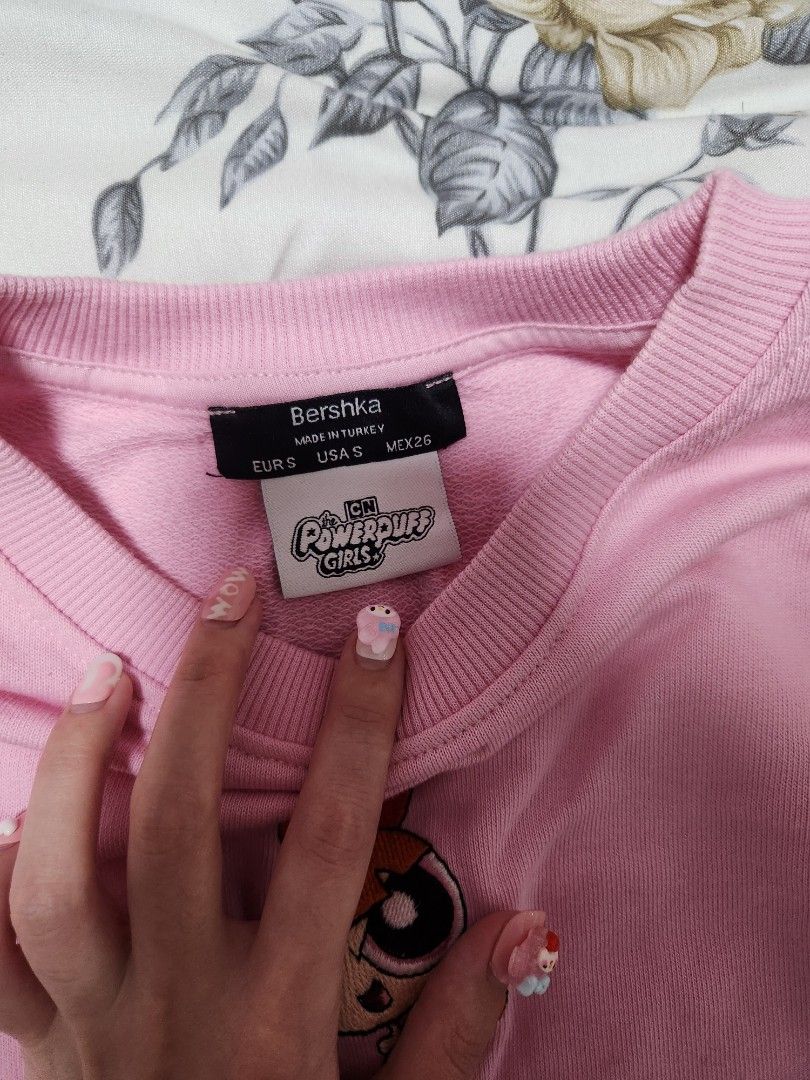 Bershka
MADE IN TURKEY
EUR S USA S MEX 26
CN
the
POWERPUFF
GIRLS
WOW